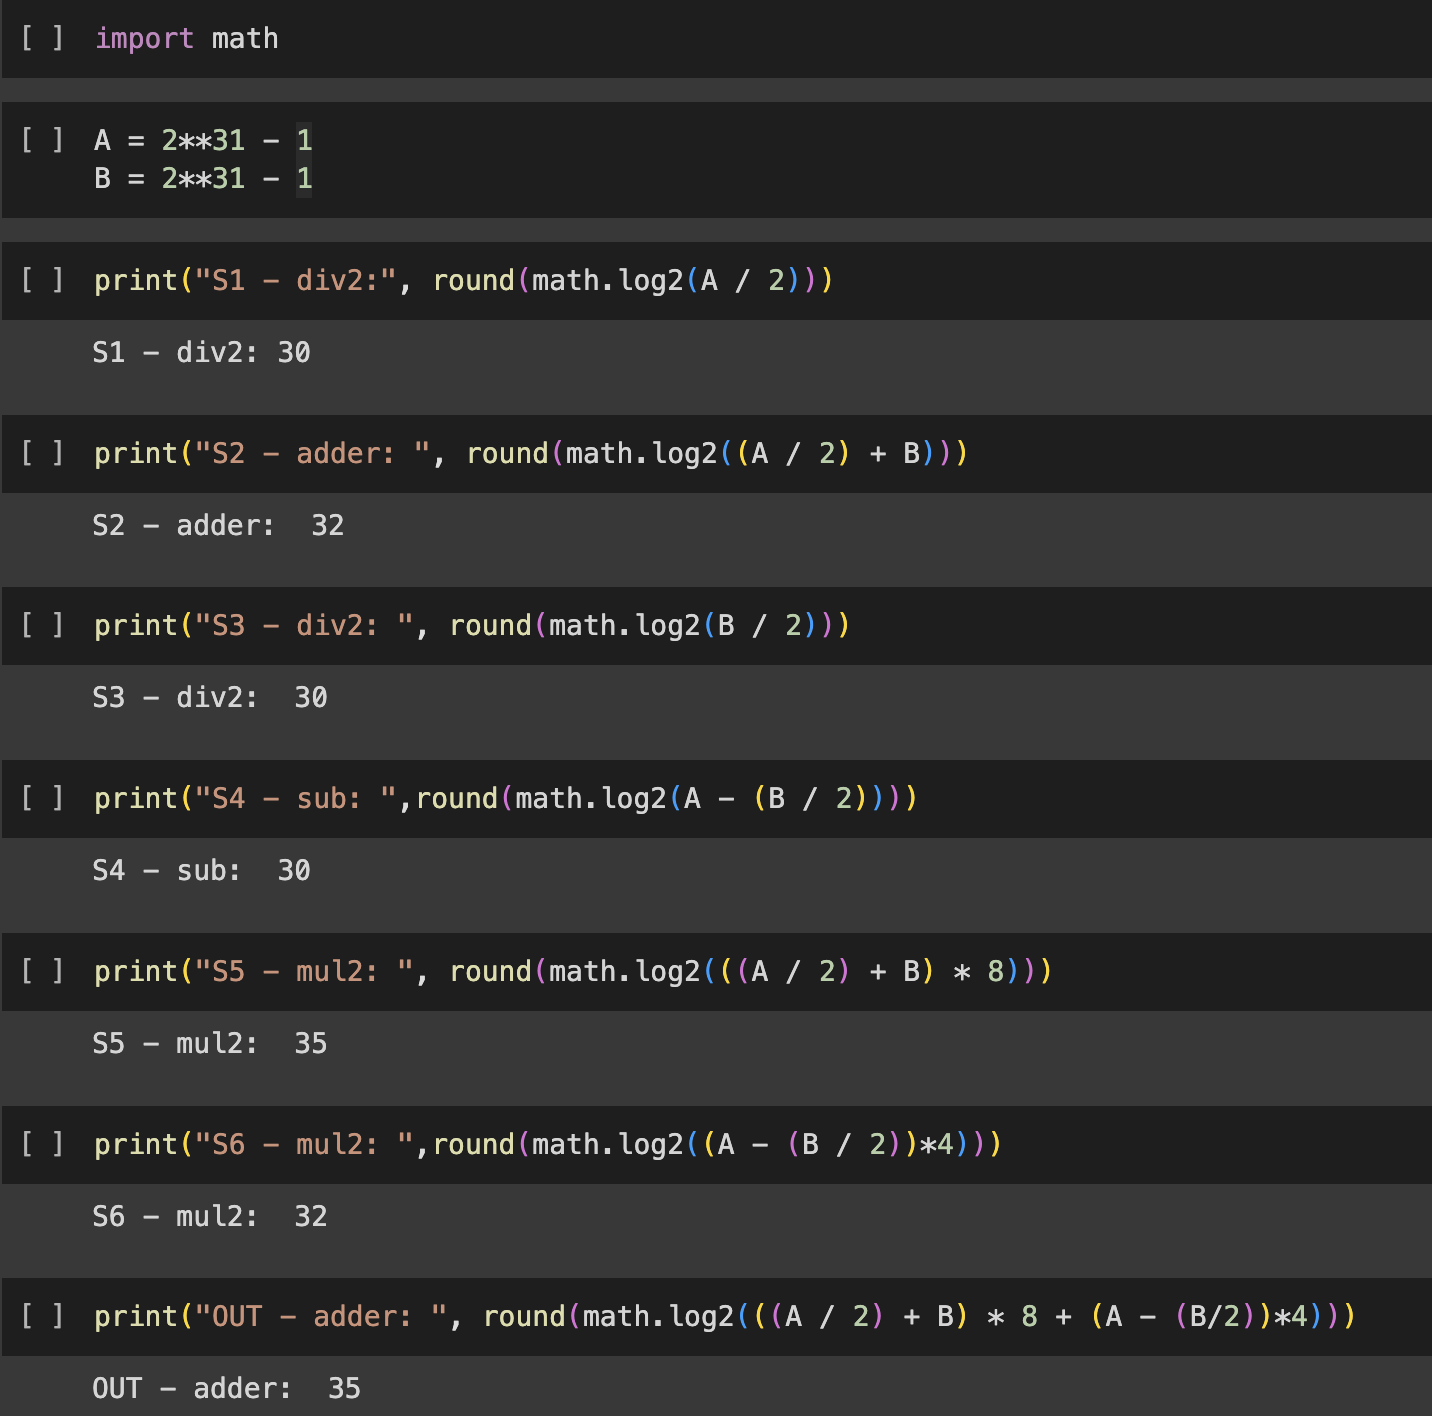 [ ] import math
[ ] A = 2**31 - 1
B = 2**31 - 1
[ ] print("S1 - div2:", round(math.log2(A / 2)))
S1 - div2: 30
[ ] print("S2 - adder: ", round(math.log2((A / 2) + B)))
S2 - adder:  32
[ ] print("S3 - div2: ", round(math.log2(B / 2)))
S3 - div2:  30
[ ] print("S4 - sub: ",round(math.log2(A - (B / 2))))
S4 - sub:  30
[ ] print("S5 - mul2: ", round(math.log2(((A / 2) + B) * 8)))
S5 - mul2:  35
[ ] print("S6 - mul2: ",round(math.log2((A - (B / 2))*4)))
S6 - mul2:  32
[ ] print("OUT - adder: ", round(math.log2(((A / 2) + B) * 8 + (A - (B/2))*4)))
OUT - adder:  35